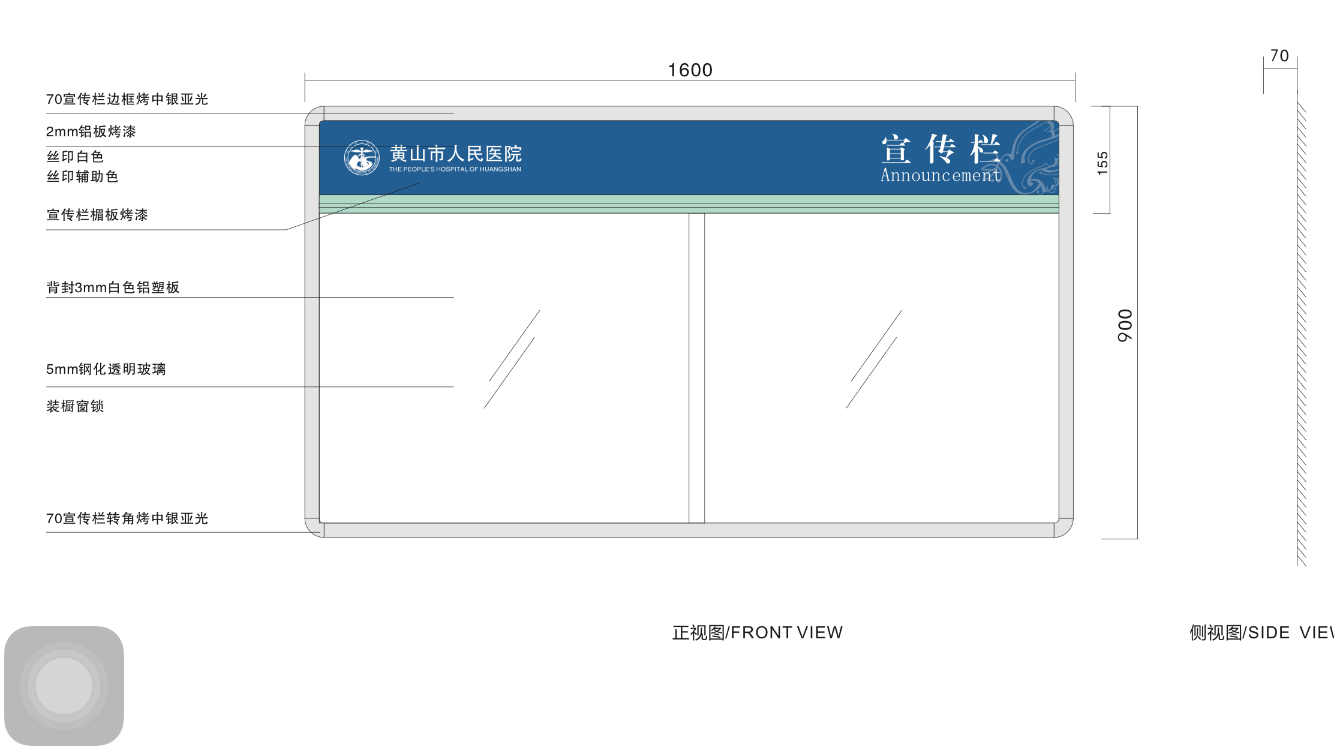 1600
70
70宣传栏边框烤中银亚光
2mm铝板烤漆
丝印白色
丝印辅助色
宣传栏楣板烤漆
背封3mm白色铝塑板
5mm钢化透明玻璃
装橱窗锁
70宣传栏转角烤中银亚光
黄山市人民医院
THE PEOPLE'S HOSPITAL OF HUANGSHAN
宣传栏
Announcement
155
900
正视图/FRONT VIEW
侧视图/SIDE VIEW